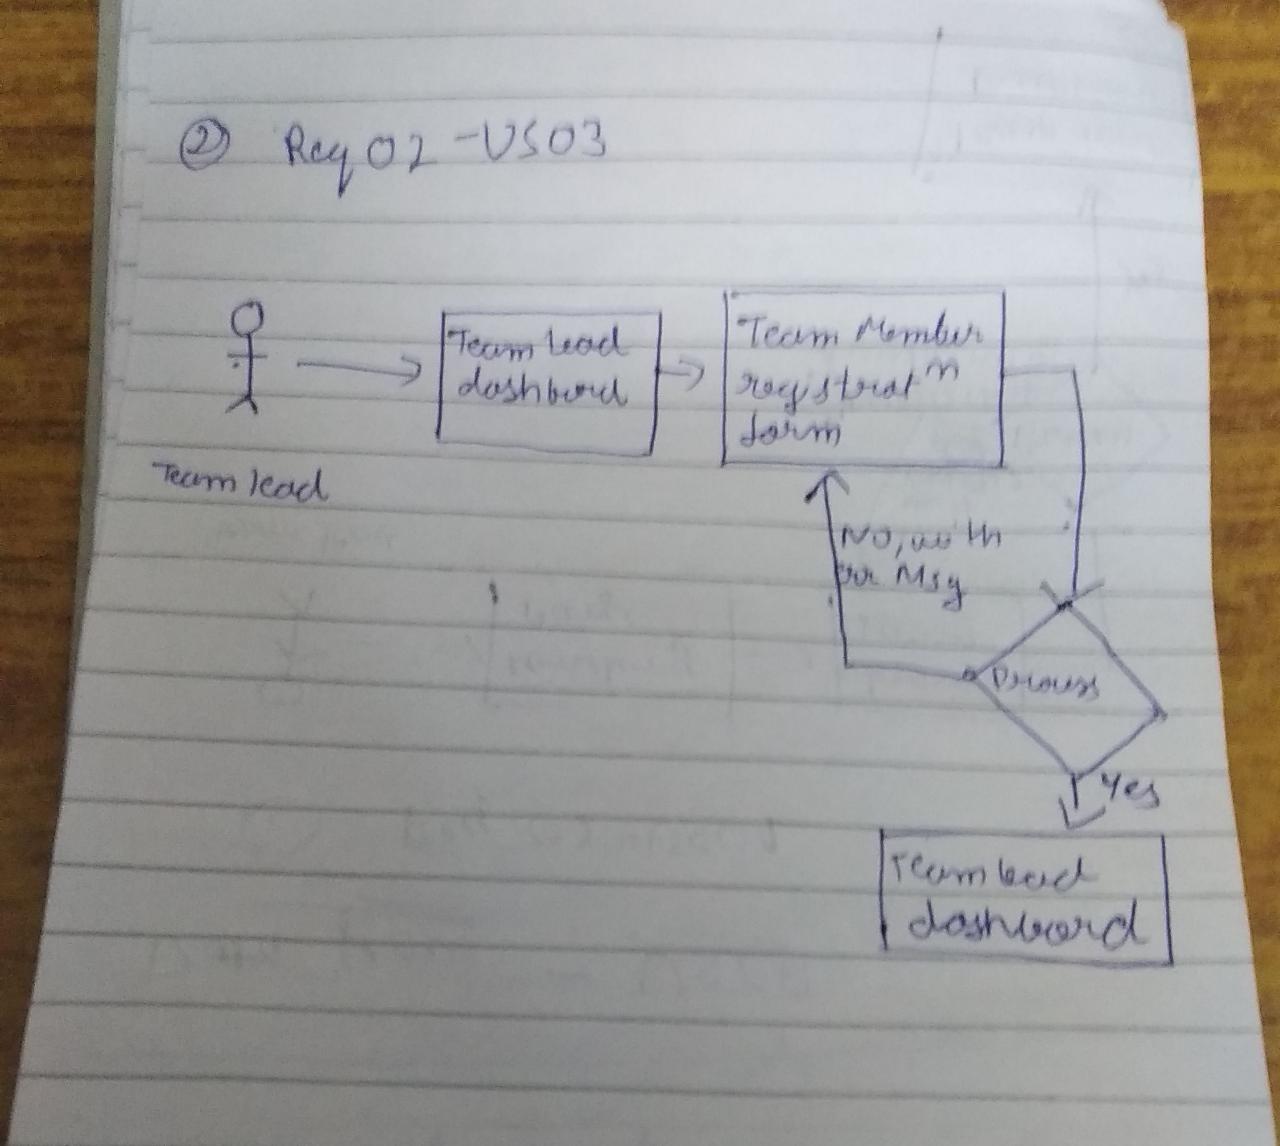 ② Req 02 - US03
Team lead
dashbord
Team Member
registratⁿ
form
Team lead
No, with
err Msg
Process
Yes
Team lead
dashbord